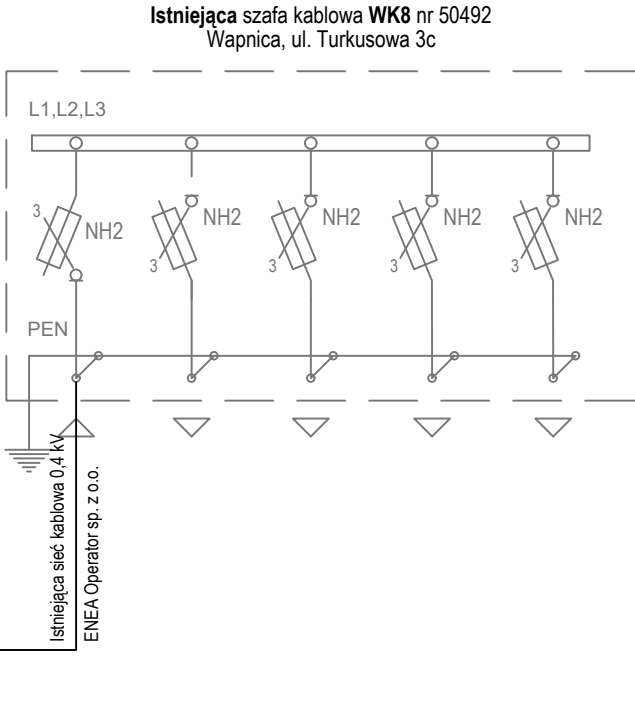 Istniejąca szafa kablowa WK8 nr 50492
Wapnica, ul. Turkusowa 3c
L1,L2,L3
3
NH2
NH2
3
NH2
3
NH2
3
NH2
3
PEN
Istniejąca sieć kablowa 0,4 kV
ENEA Operator sp. z o.o.